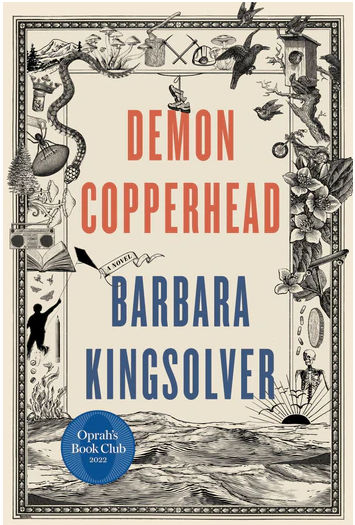 DEMON
COPPERHEAD
A NOVEL
BARBARA
KINGSOLVER
Oprah's
Book Club
2022